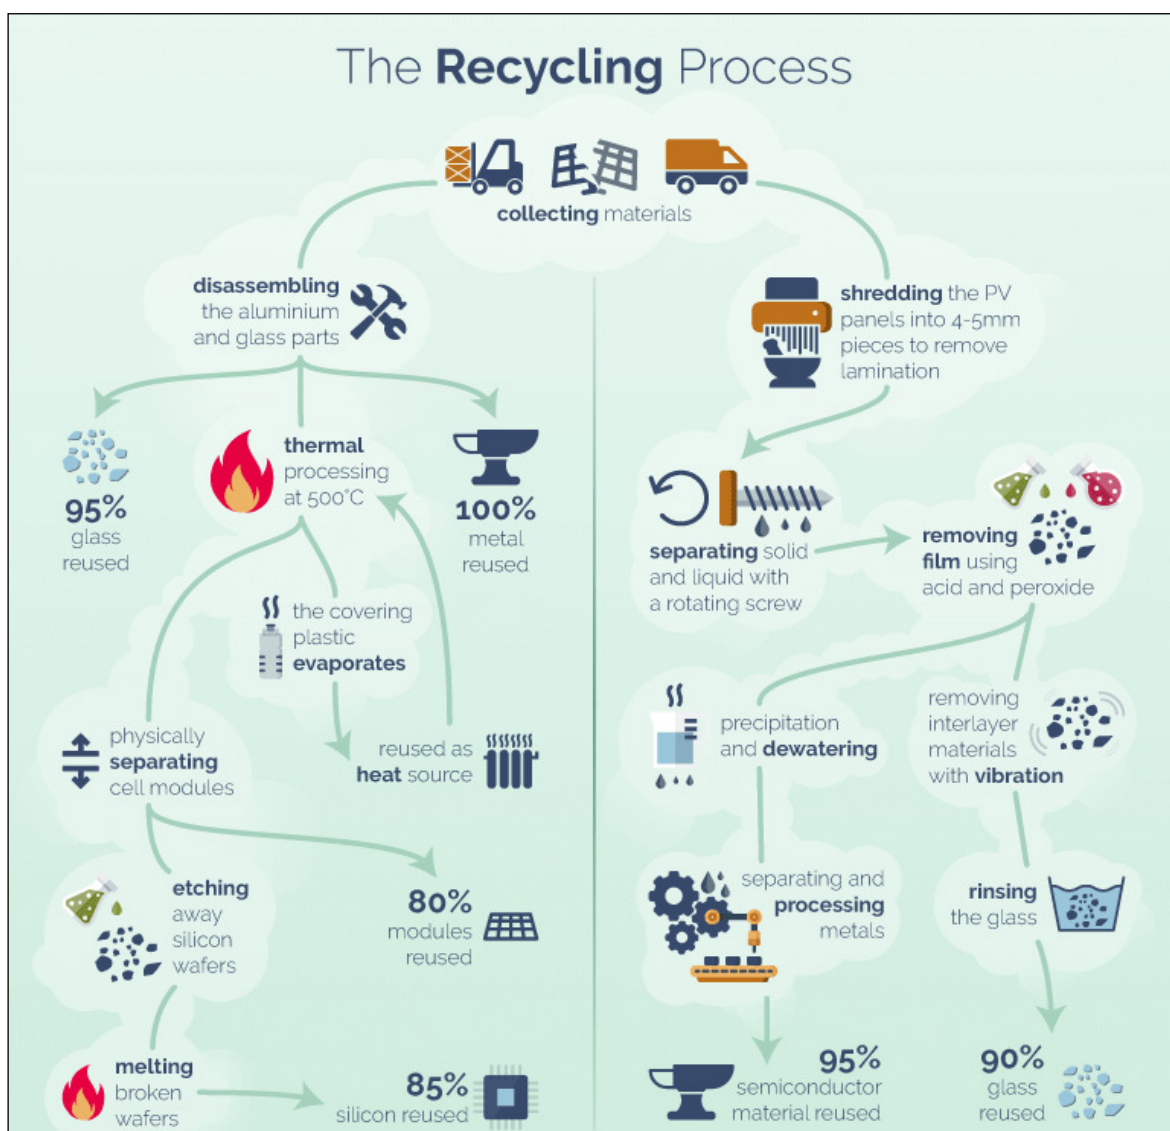 The Recycling Process
collecting materials
disassembling
the aluminium
and glass parts
95%
glass
reused
thermal
processing
at 500°C
100%
metal
reused
the covering
plastic
evaporates
reused as
heat source
physically
separating
cell modules
80%
modules
reused
etching
away
silicon
wafers
melting
broken
wafers
85%
silicon reused
shredding the PV
panels into 4-5mm
pieces to remove
lamination
separating solid
and liquid with
a rotating screw
removing
film using
acid and peroxide
precipitation
and dewatering
removing
interlayer
materials
with vibration
separating and
processing
metals
rinsing
the glass
95%
semiconductor
material reused
90%
glass
reused